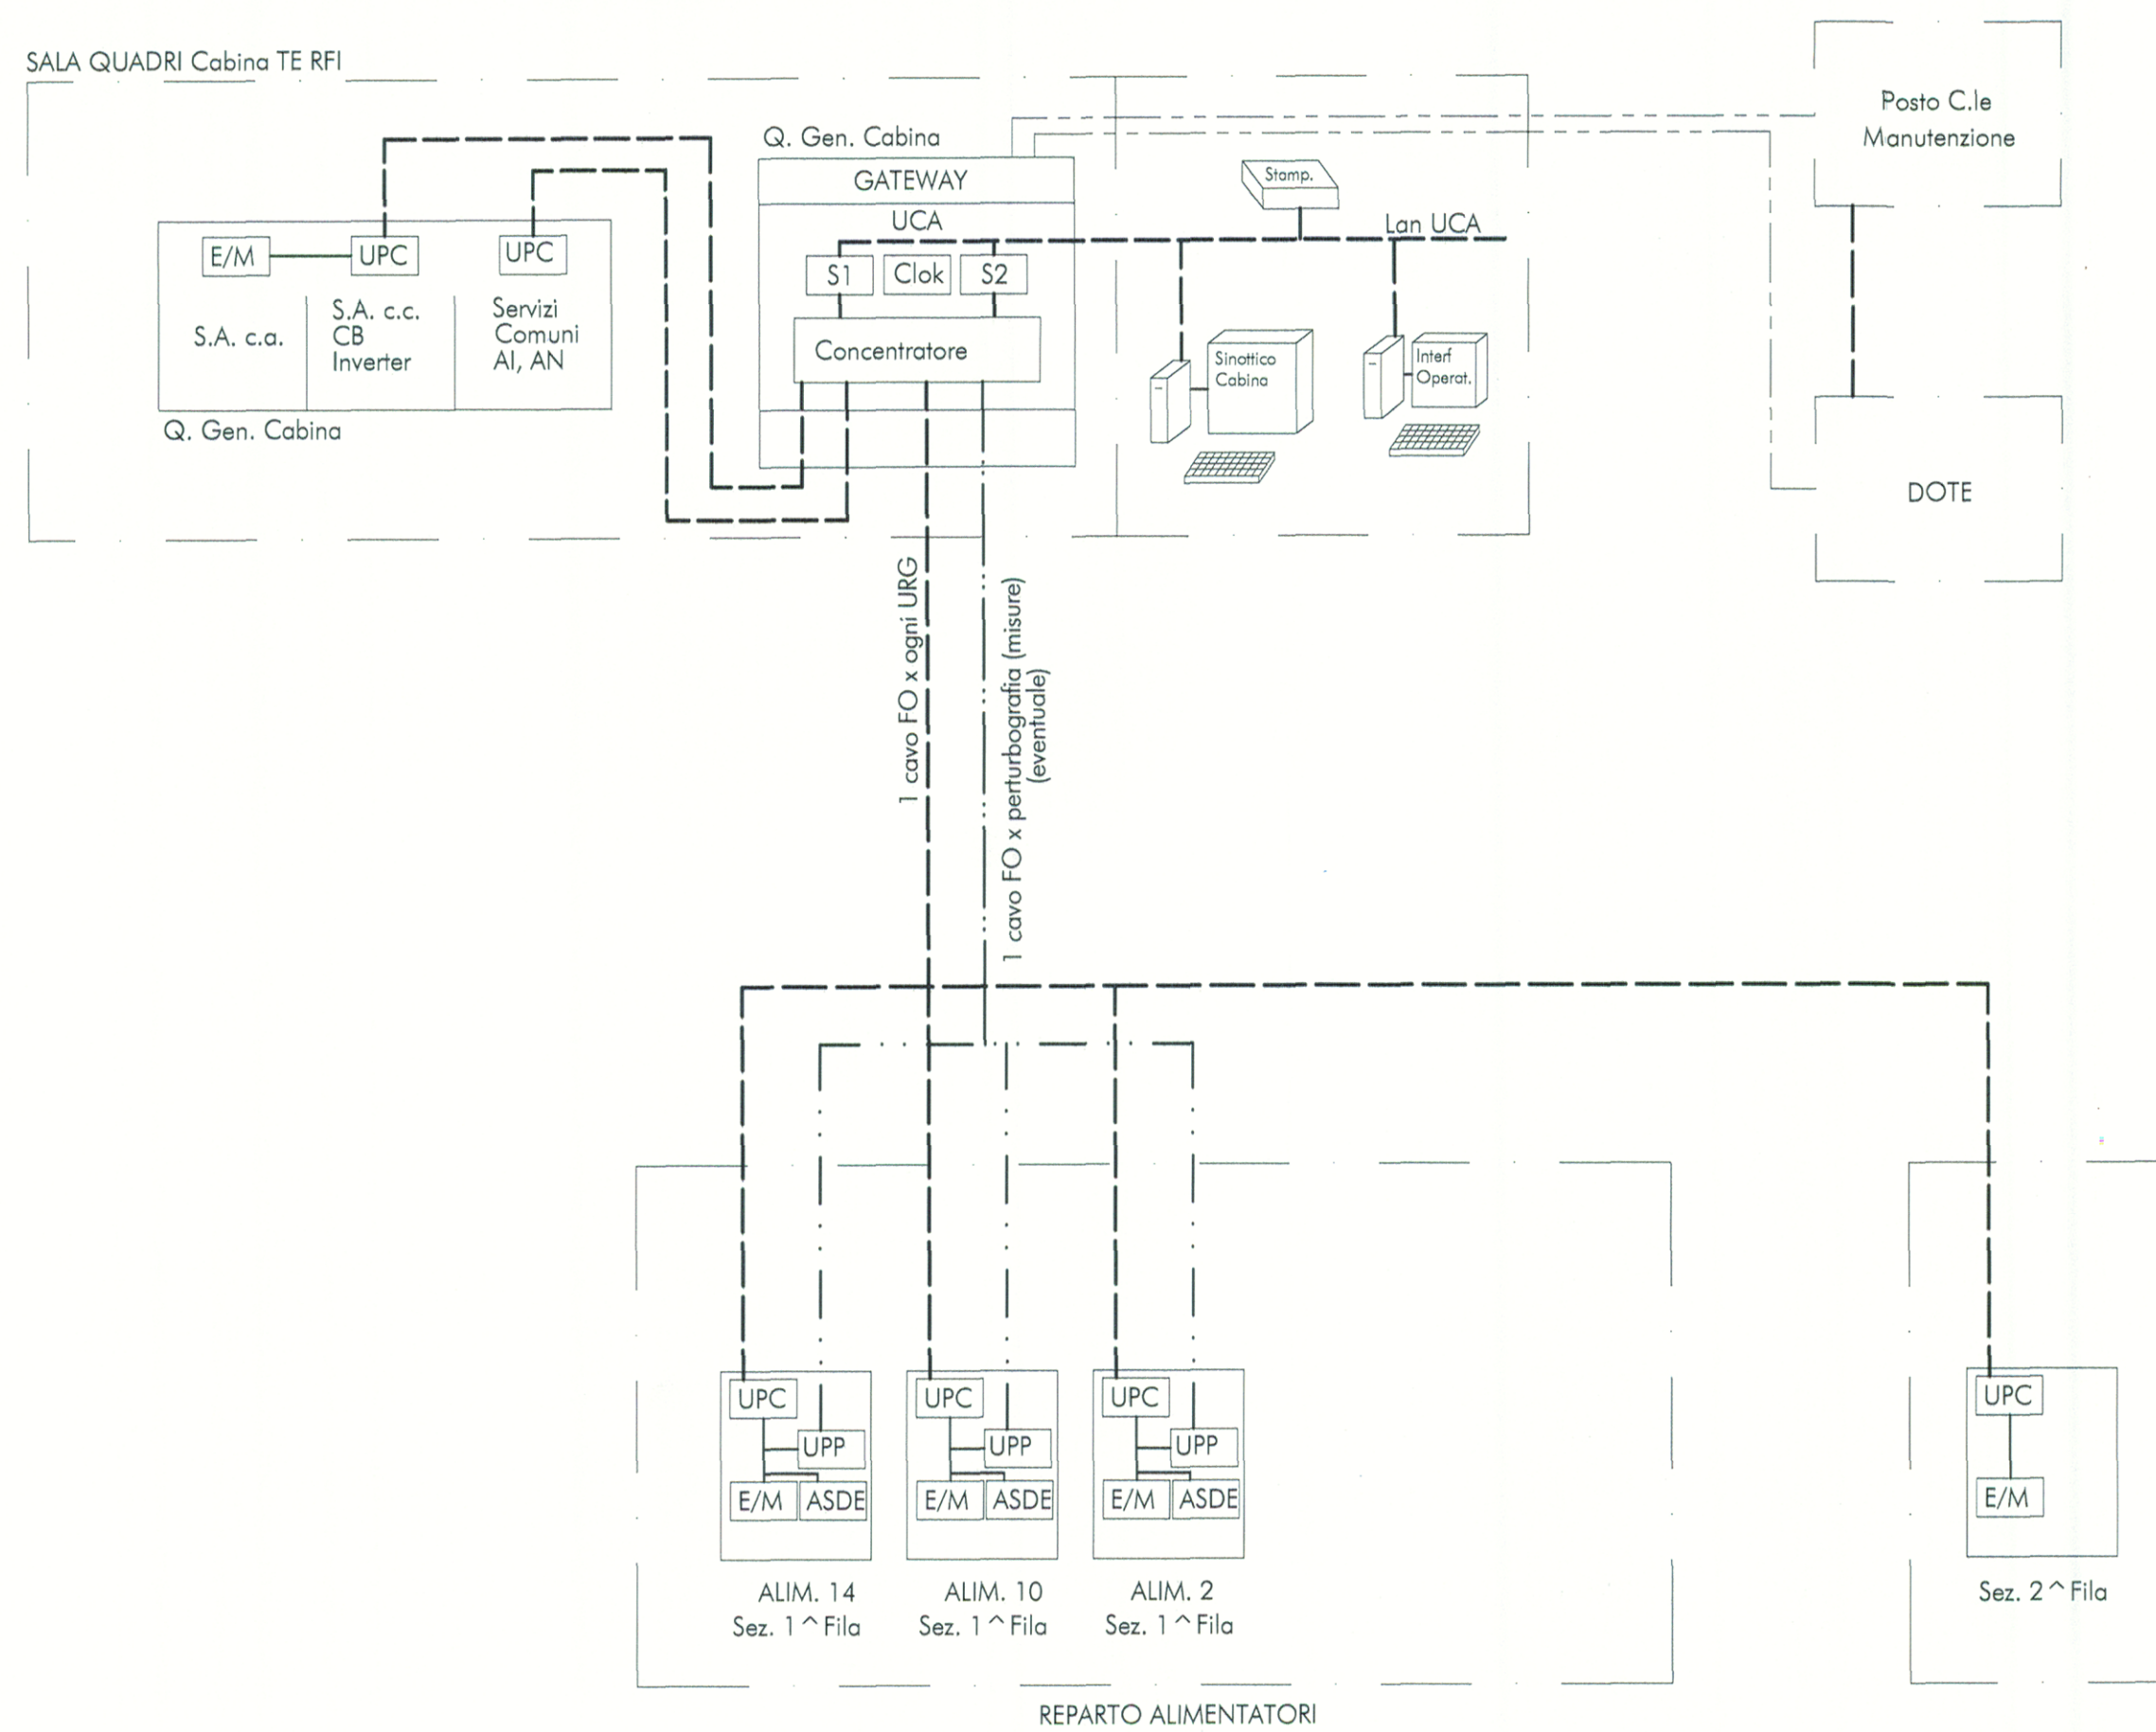 SALA QUADRI Cabina TE RFI
Posto C.le
Manutenzione
Q. Gen. Cabina
GATEWAY
Stamp.
UCA
Lan UCA
E/M
UPC
UPC
S1
Clok
S2
S.A. c.a.
S.A. c.c.
CB
Inverter
Servizi
Comuni
AI, AN
Concentratore
Sinottico
Cabina
Interf
Operat.
Q. Gen. Cabina
DOTE
1 cavo FO x ogni URG
1 cavo FO x perturbografia (misure)
(eventuale)
UPC
UPP
E/M
ASDE
UPC
UPP
E/M
ASDE
UPC
UPP
E/M
ASDE
UPC
E/M
ALIM. 14
Sez. 1^Fila
ALIM. 10
Sez. 1^Fila
ALIM. 2
Sez. 1^Fila
Sez. 2^Fila
REPARTO ALIMENTATORI